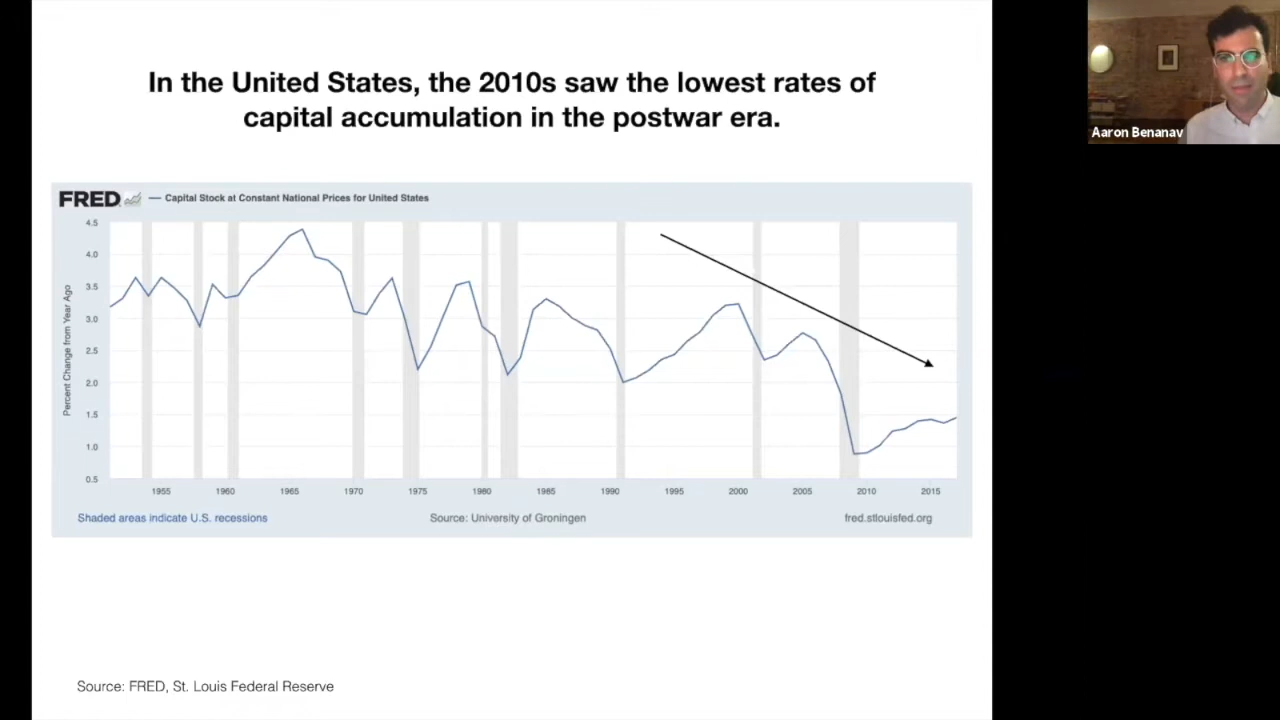 In the United States, the 2010s saw the lowest rates of
capital accumulation in the postwar era.
Aaron Benanav
FRED — Capital Stock at Constant National Prices for United States
Percent Change from Year Ago
4.5
4.0
3.5
3.0
2.5
2.0
1.5
1.0
0.5
1955 1960 1965 1970 1975 1980 1985 1990 1995 2000 2005 2010 2015
Shaded areas indicate U.S. recessions Source: University of Groningen fred.stlouisfed.org
Source: FRED, St. Louis Federal Reserve